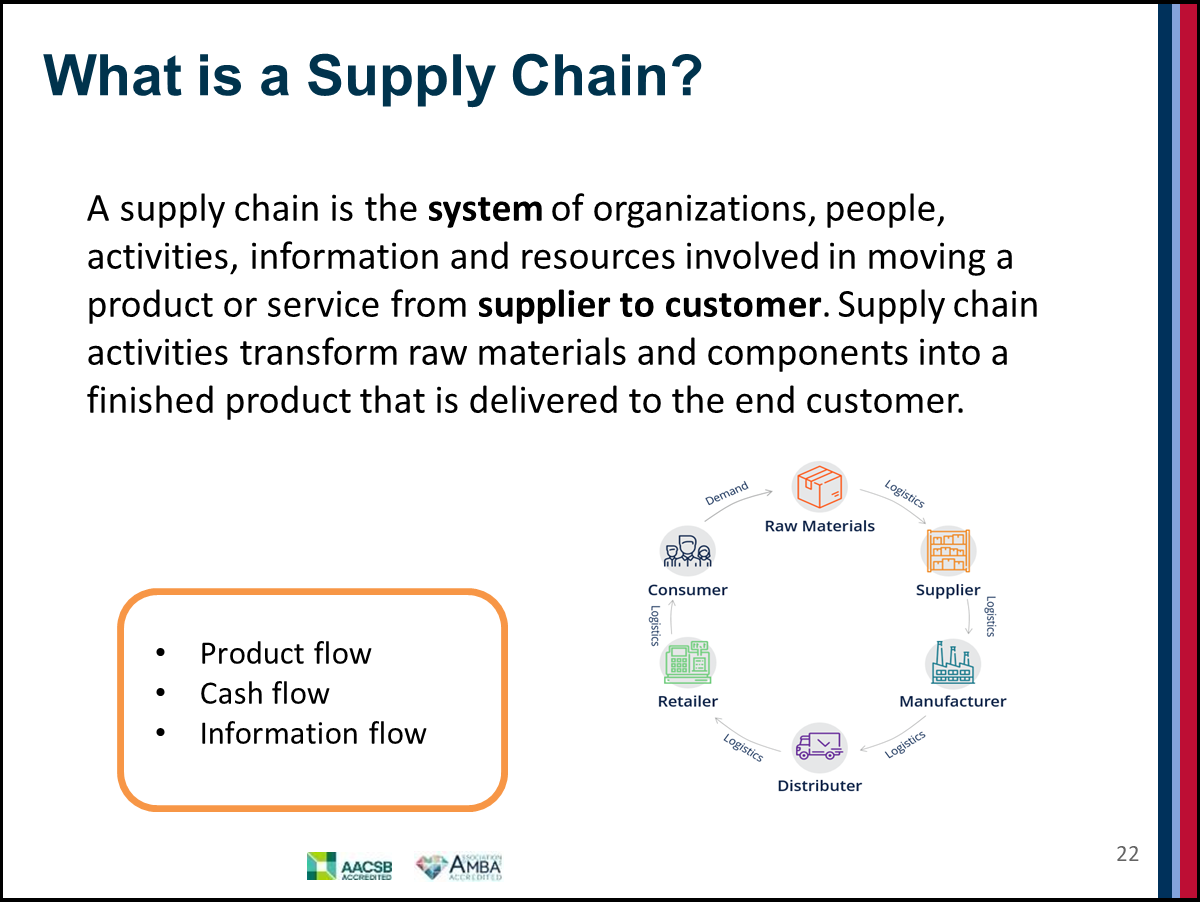 What is a Supply Chain?
A supply chain is the system of organizations, people,
activities, information and resources involved in moving a
product or service from supplier to customer. Supply chain
activities transform raw materials and components into a
finished product that is delivered to the end customer.
• Product flow
• Cash flow
• Information flow
Demand
Raw Materials
Logistics
Supplier
Logistics
Manufacturer
Logistics
Distributer
Logistics
Retailer
Logistics
Consumer
AACSB
ACCREDITED
ASSOCIATION
AMBA
ACCREDITED
22